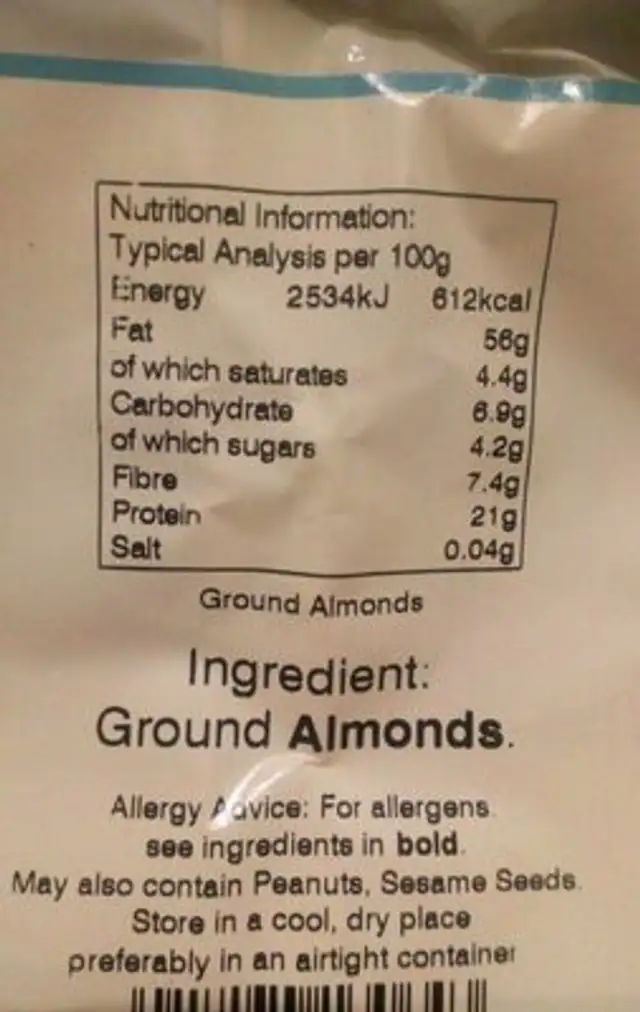 Nutritional Information:
Typical Analysis per 100g
Energy 2534kJ 612kcal
Fat 56g
of which saturates 4.4g
Carbohydrate 6.9g
of which sugars 4.2g
Fibre 7.4g
Protein 21g
Salt 0.04g
Ground Almonds
Ingredient:
Ground Almonds.
Allergy Advice: For allergens
see ingredients in bold.
May also contain Peanuts, Sesame Seeds.
Store in a cool, dry place
preferably in an airtight container